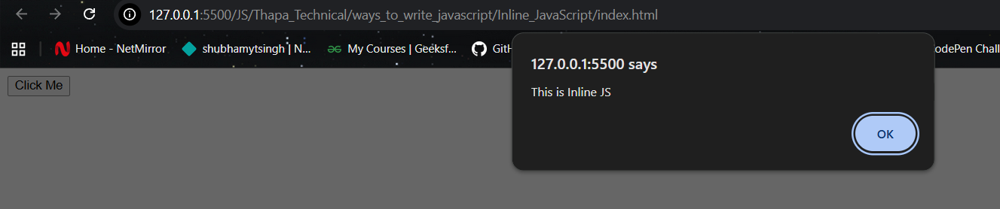 127.0.0.1:5500/JS/Thapa_Technical/ways_to_write_javascript/Inline_JavaScript/index.html
Home - NetMirror
shubhamytsingh | N...
My Courses | Geeksf...
GitH
odePen Chall
127.0.0.1:5500 says
This is Inline JS
OK
Click Me